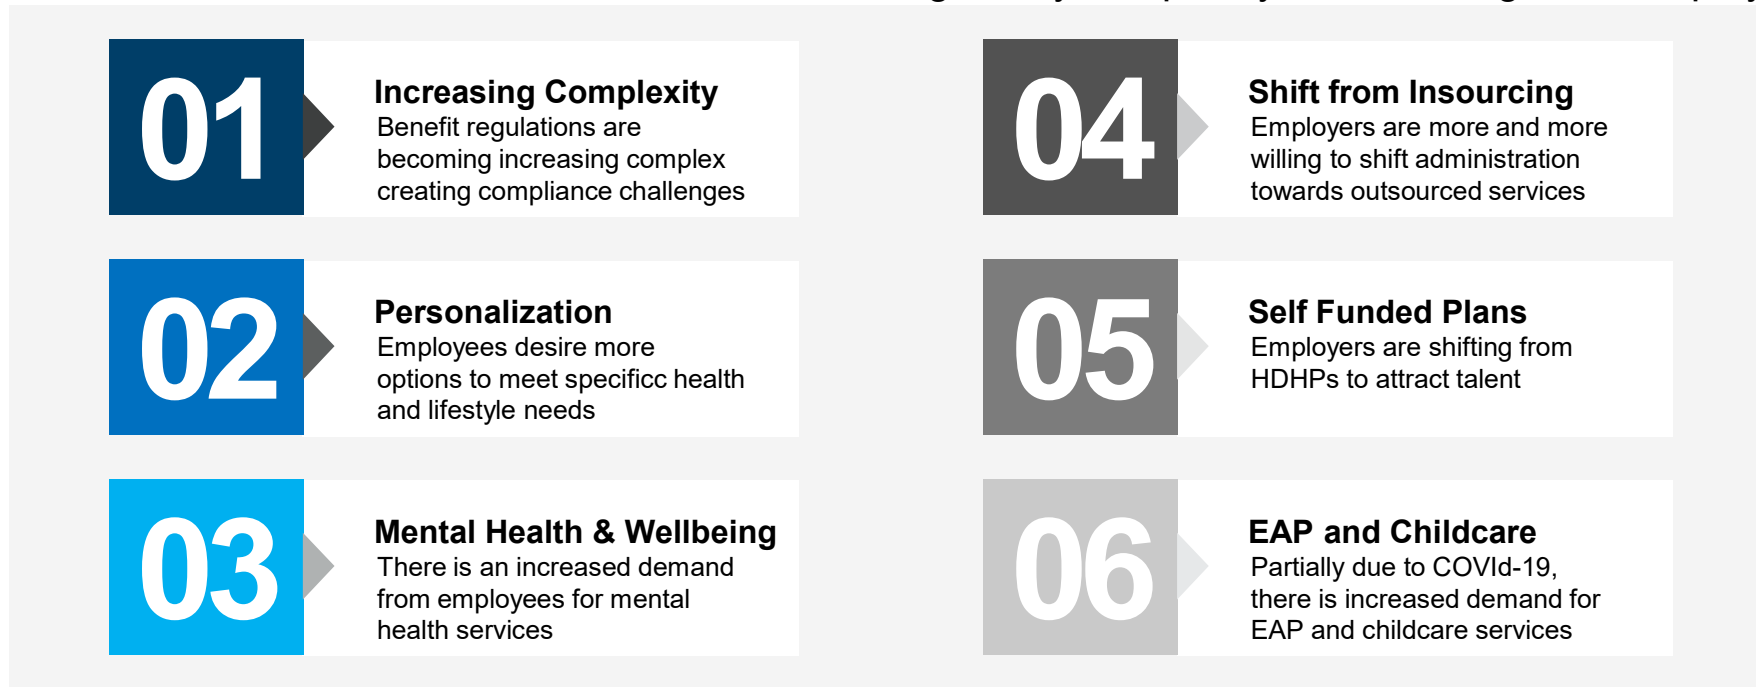 01
Increasing Complexity
Benefit regulations are
becoming increasing complex
creating compliance challenges
02
Personalization
Employees desire more
options to meet specificc health
and lifestyle needs
03
Mental Health & Wellbeing
There is an increased demand
from employees for mental
health services
04
Shift from Insourcing
Employers are more and more
willing to shift administration
towards outsourced services
05
Self Funded Plans
Employers are shifting from
HDHPs to attract talent
06
EAP and Childcare
Partially due to COVId-19,
there is increased demand for
EAP and childcare services